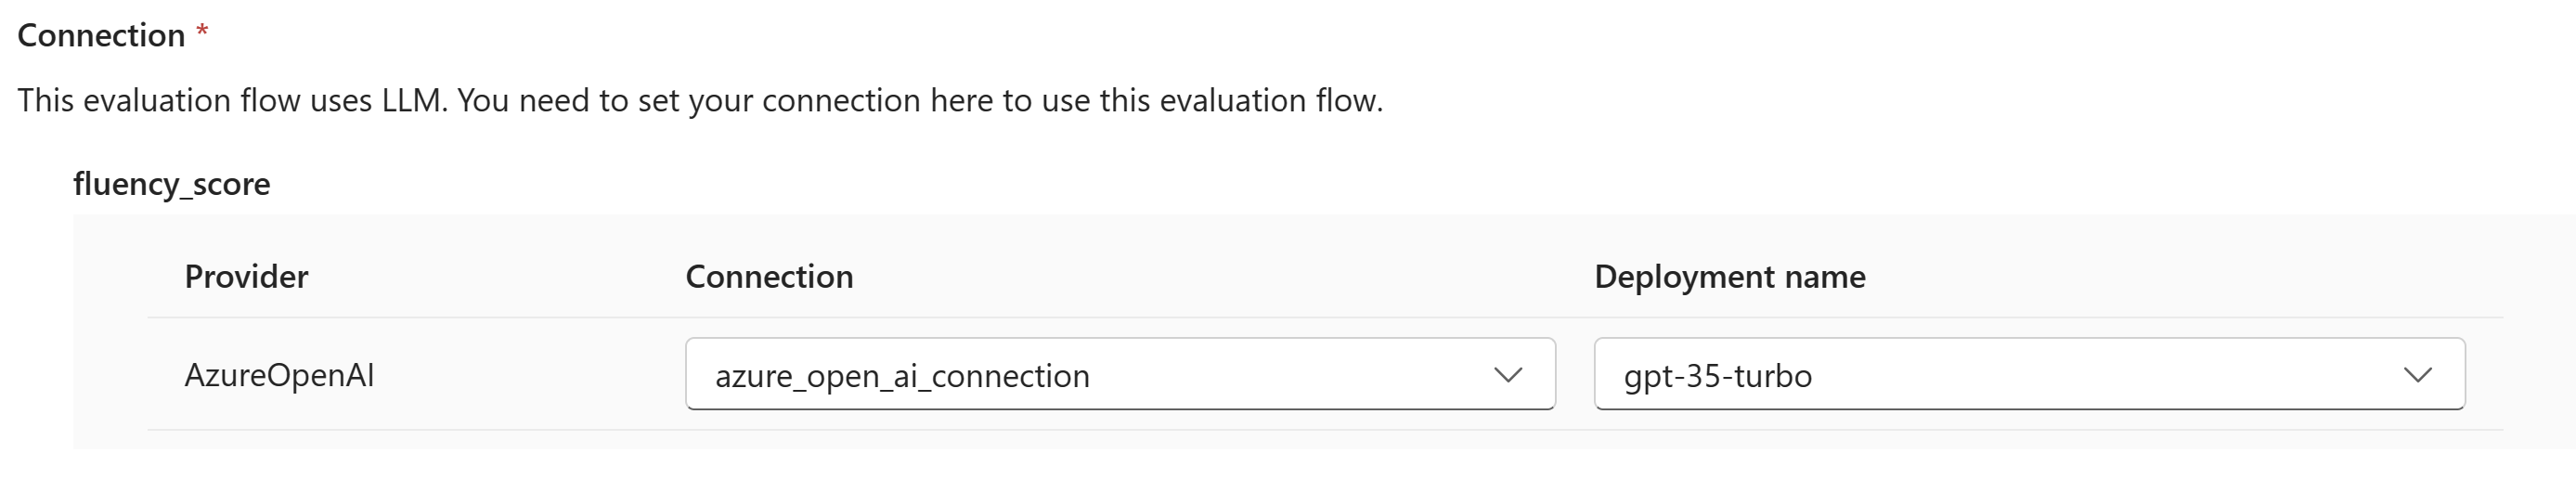 Connection *
This evaluation flow uses LLM. You need to set your connection here to use this evaluation flow.
fluency_score
Provider Connection Deployment name
AzureOpenAI azure_open_ai_connection gpt-35-turbo